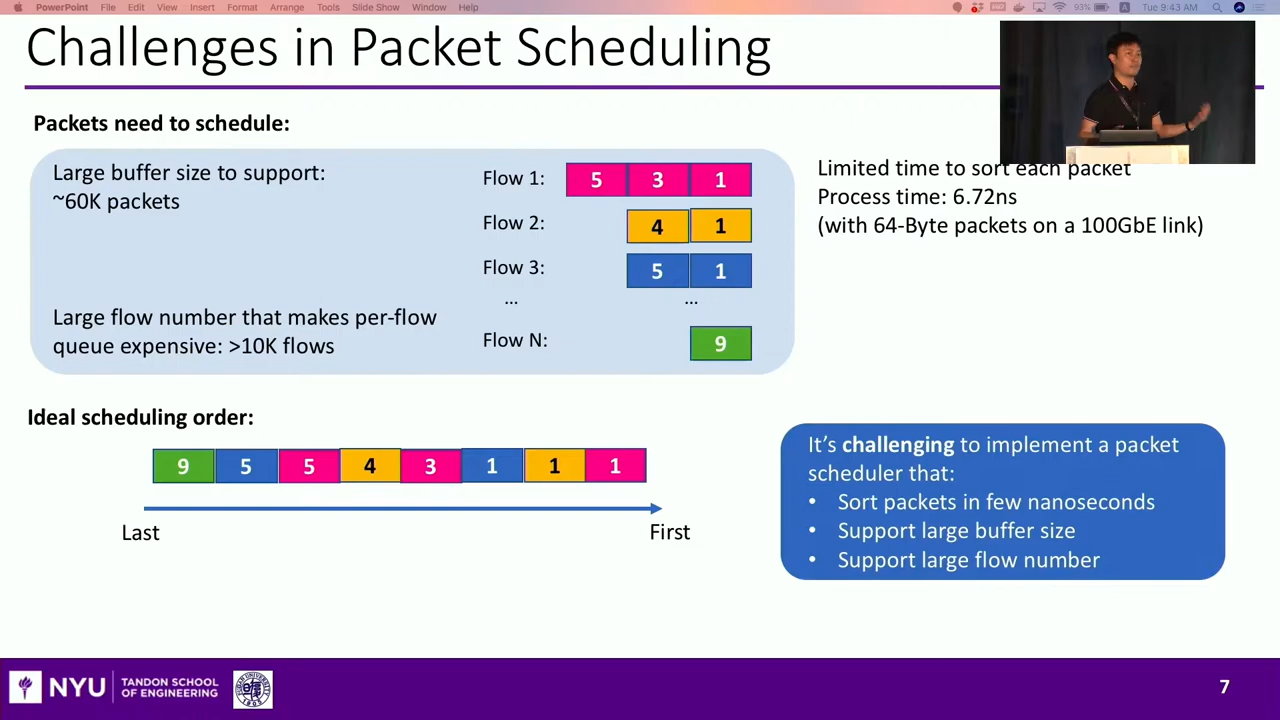 PowerPoint File Edit View Insert Format Arrange Tools Slide Show Window Help 93% Tue 9:43 AM
Challenges in Packet Scheduling
Packets need to schedule:
Large buffer size to support:
~60K packets
Large flow number that makes per-flow
queue expensive: >10K flows
Flow 1: 5 3 1
Flow 2: 4 1
Flow 3: 5 1
... ...
Flow N: 9
Limited time to sort each packet
Process time: 6.72ns
(with 64-Byte packets on a 100GbE link)
Ideal scheduling order:
9 5 5 4 3 1 1 1
Last First
It's challenging to implement a packet
scheduler that:
• Sort packets in few nanoseconds
• Support large buffer size
• Support large flow number
NYU TANDON SCHOOL
OF ENGINEERING
7